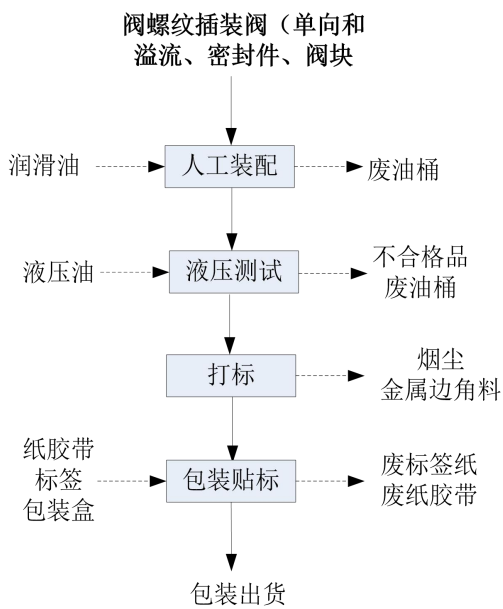 阀螺纹插装阀（单向和
溢流、密封件、阀块
润滑油
人工装配
废油桶
液压油
液压测试
不合格品
废油桶
打标
烟尘
金属边角料
纸胶带
标签
包装盒
包装贴标
废标签纸
废纸胶带
包装出货